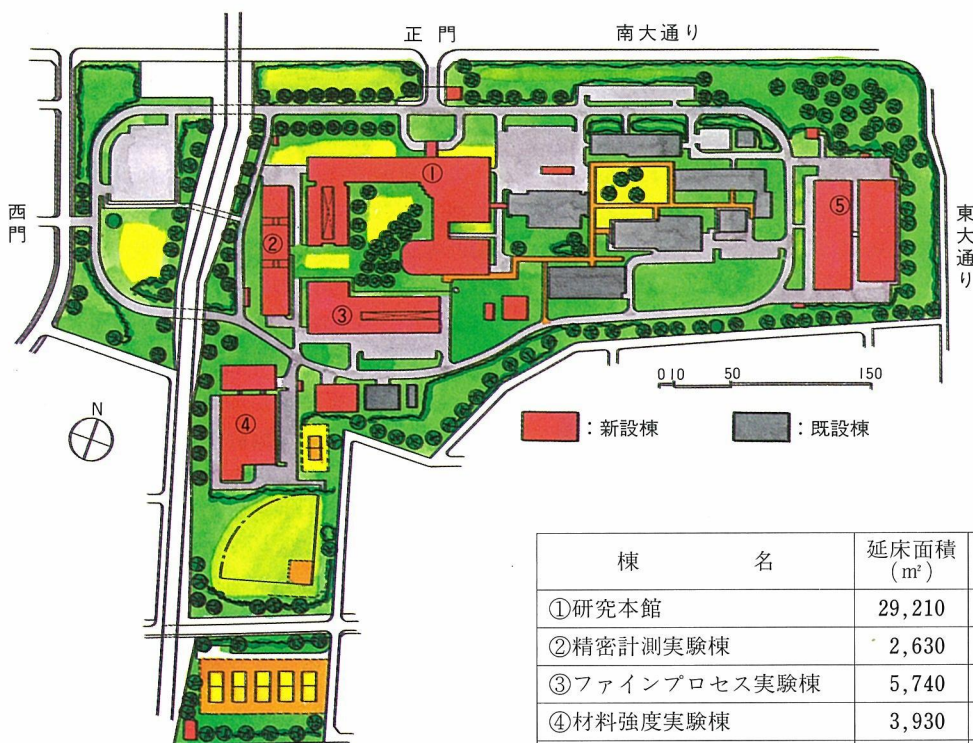 正門
南大通り
西門
東大通り
①
②
③
④
⑤
N
0 10 50 150
:新設棟
:既設棟
棟名 延床面積(㎡)
①研究本館 29,210
②精密計測実験棟 2,630
③ファインプロセス実験棟 5,740
④材料強度実験棟 3,930